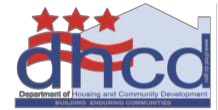 dhcd
Department of Housing and Community Development
BUILDING ENDURING COMMUNITIES